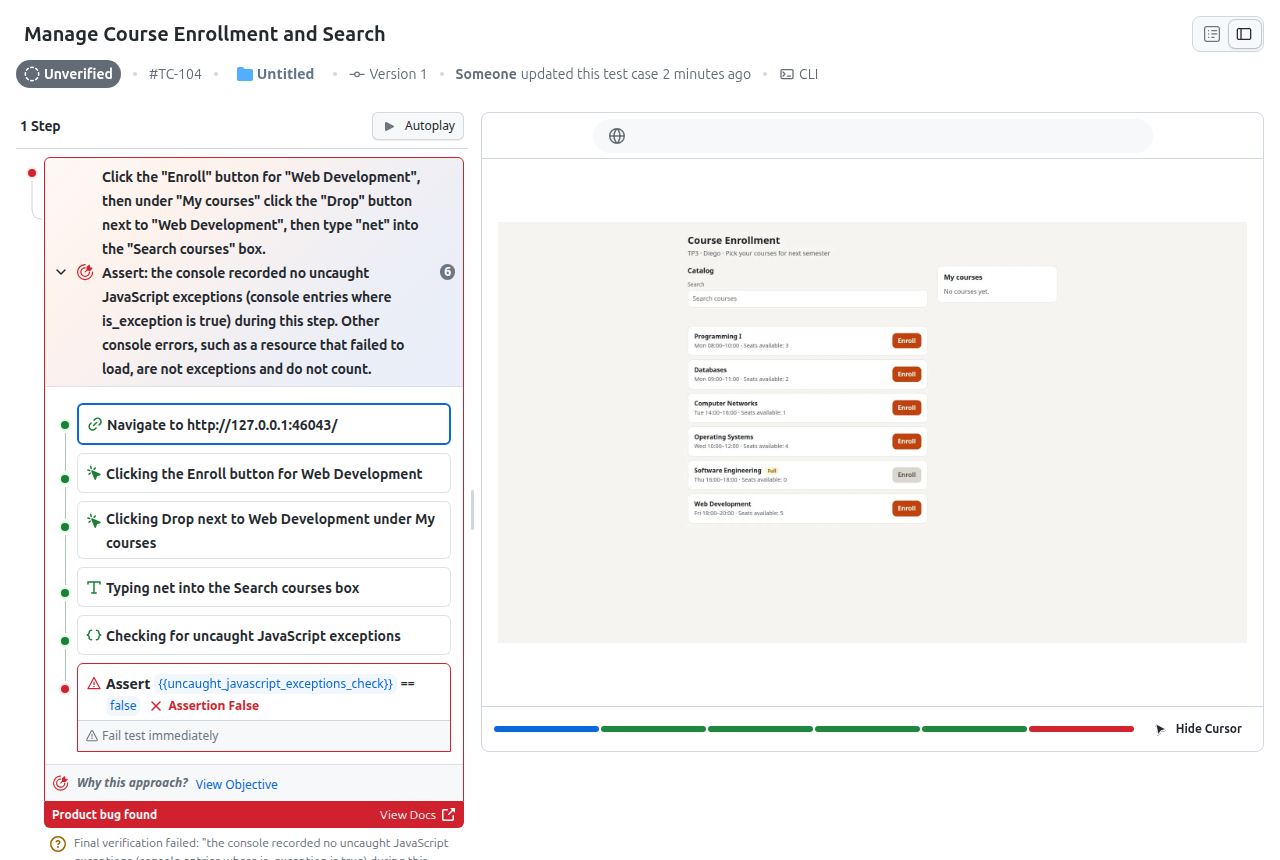 Manage Course Enrollment and Search
Unverified • #TC-104 • Untitled • Version 1 • Someone updated this test case 2 minutes ago • CLI
1 Step
Autoplay
Click the "Enroll" button for "Web Development",
then under "My courses" click the "Drop" button
next to "Web Development", then type "net" into
the "Search courses" box.
Assert: the console recorded no uncaught
JavaScript exceptions (console entries where
is_exception is true) during this step. Other
console errors, such as a resource that failed to
load, are not exceptions and do not count.
6
Navigate to http://127.0.0.1:46043/
Clicking the Enroll button for Web Development
Clicking Drop next to Web Development under My
courses
Typing net into the Search courses box
Checking for uncaught JavaScript exceptions
Assert {{uncaught_javascript_exceptions_check}} ==
false Assertion False
Fail test immediately
Why this approach? View Objective
Product bug found
View Docs
Final verification failed: "the console recorded no uncaught JavaScript
exceptions (console entries where is_exception is true) during this
Course Enrollment
TP3 · Diego · Pick your courses for next semester
Catalog
Search
Search courses
Programming I
Mon 08:00–10:00 · Seats available: 3
Enroll
Databases
Mon 09:00–11:00 · Seats available: 2
Enroll
Computer Networks
Tue 14:00–16:00 · Seats available: 1
Enroll
Operating Systems
Wed 10:00–12:00 · Seats available: 4
Enroll
Software Engineering Full
Thu 16:00–18:00 · Seats available: 0
Enroll
Web Development
Fri 18:00–20:00 · Seats available: 5
Enroll
My courses
No courses yet.
Hide Cursor